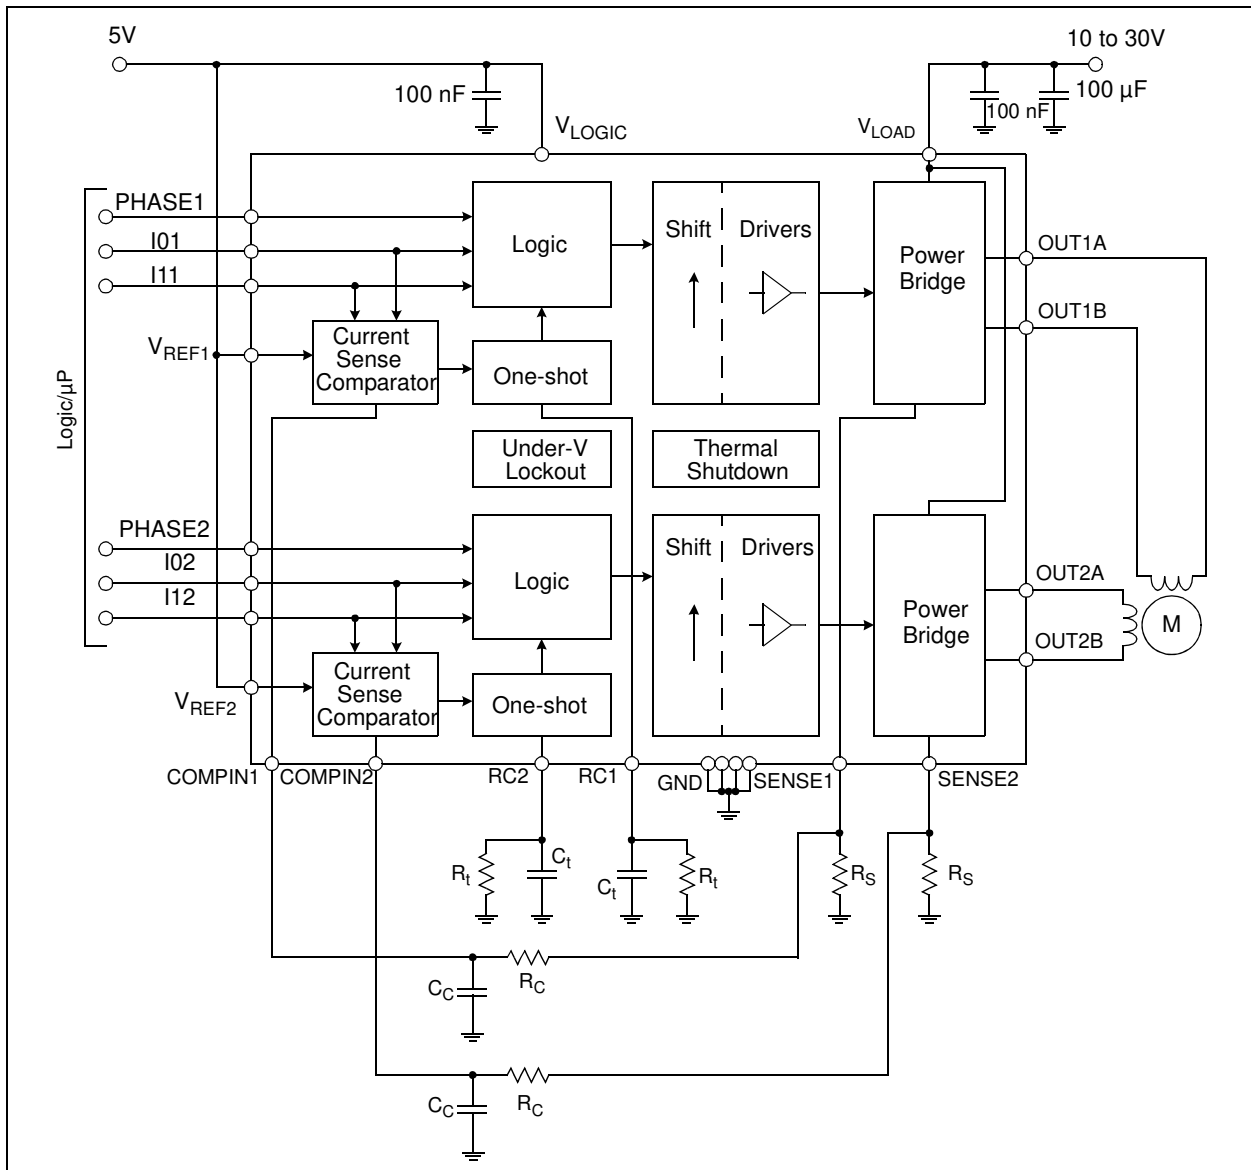 5V
10 to 30V
100 nF
100 nF
100 µF
VLOGIC
VLOAD
PHASE1
I01
I11
VREF1
Logic/µP
Logic
Shift
Drivers
Power
Bridge
OUT1A
OUT1B
Current
Sense
Comparator
One-shot
Under-V
Lockout
Thermal
Shutdown
PHASE2
I02
I12
VREF2
Logic
Shift
Drivers
Power
Bridge
OUT2A
OUT2B
M
Current
Sense
Comparator
One-shot
COMPIN1
COMPIN2
RC2
RC1
GND
SENSE1
SENSE2
Rt
Ct
Ct
Rt
RS
RS
CC
RC
CC
RC